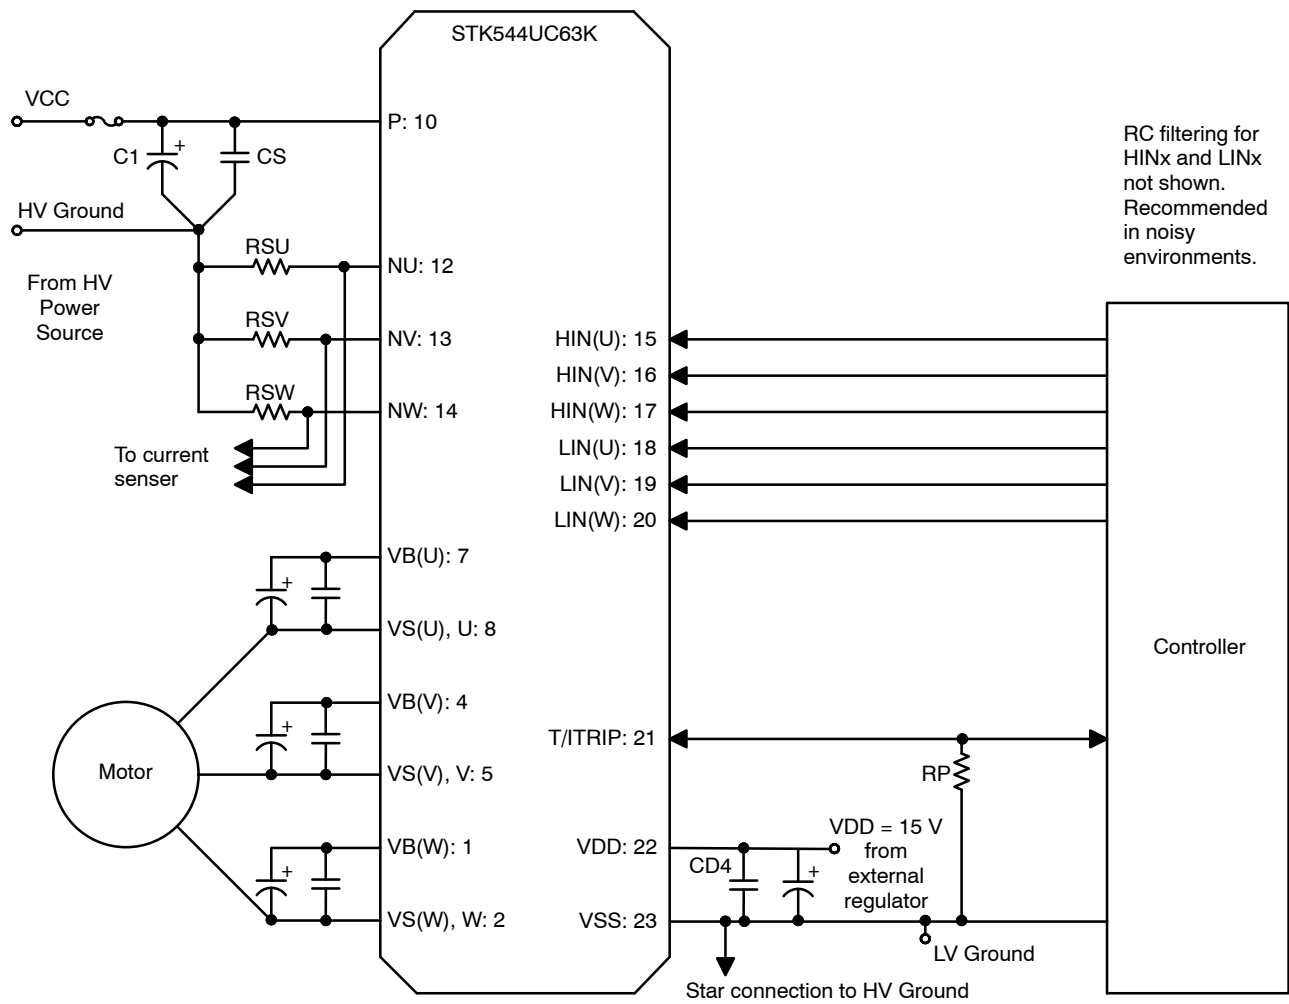 STK544UC63K
VCC
P: 10
+
C1
CS
HV Ground
From HV
Power
Source
RSU
NU: 12
RSV
NV: 13
RSW
NW: 14
To current
senser
RC filtering for
HINx and LINx
not shown.
Recommended
in noisy
environments.
HIN(U): 15
HIN(V): 16
HIN(W): 17
LIN(U): 18
LIN(V): 19
LIN(W): 20
VB(U): 7
+
VS(U), U: 8
VB(V): 4
+
VS(V), V: 5
Motor
VB(W): 1
+
VS(W), W: 2
Controller
T/ITRIP: 21
RP
VDD: 22
CD4
+
VDD = 15 V
from
external
regulator
VSS: 23
LV Ground
Star connection to HV Ground